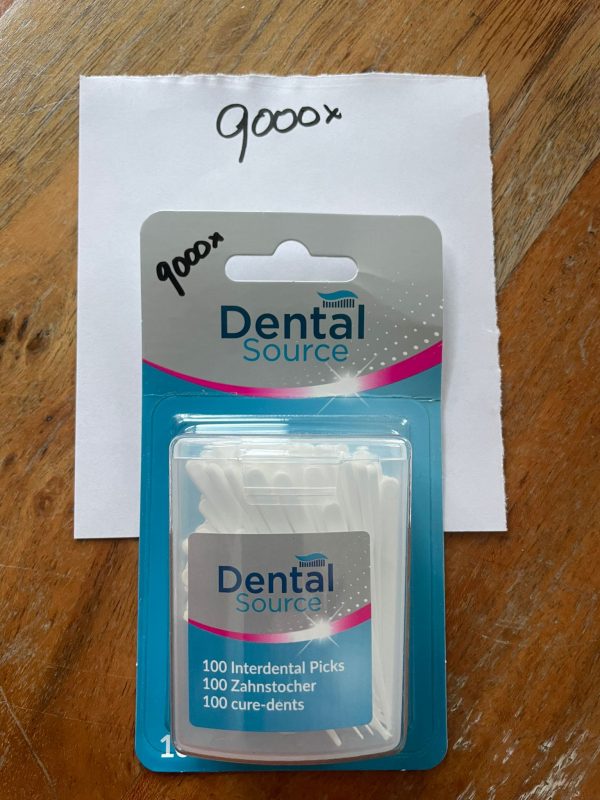 9000x
9000x
Dental
Source
Dental
Source
100 Interdental Picks
100 Zahnstocher
100 cure-dents